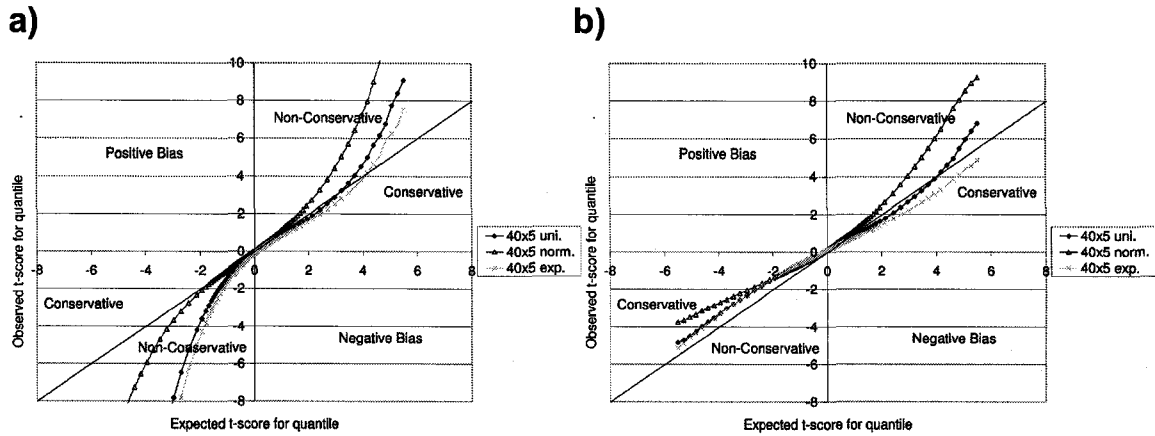 a)
10
8
6
4
2
0
-2
-4
-6
-8
-8 -6 -4 -2 0 2 4 6 8
Non-Conservative
Positive Bias
Conservative
Conservative
Non-Conservative
Negative Bias
Observed t-score for quantile
Expected t-score for quantile
40x5 uni.
40x5 norm.
40x5 exp.
b)
10
8
6
4
2
0
-2
-4
-6
-8
-8 -6 -4 -2 0 2 4 6 8
Non-Conservative
Positive Bias
Conservative
Conservative
Non-Conservative
Negative Bias
Observed t-score for quantile
Expected t-score for quantile
40x5 uni.
40x5 norm.
40x5 exp.